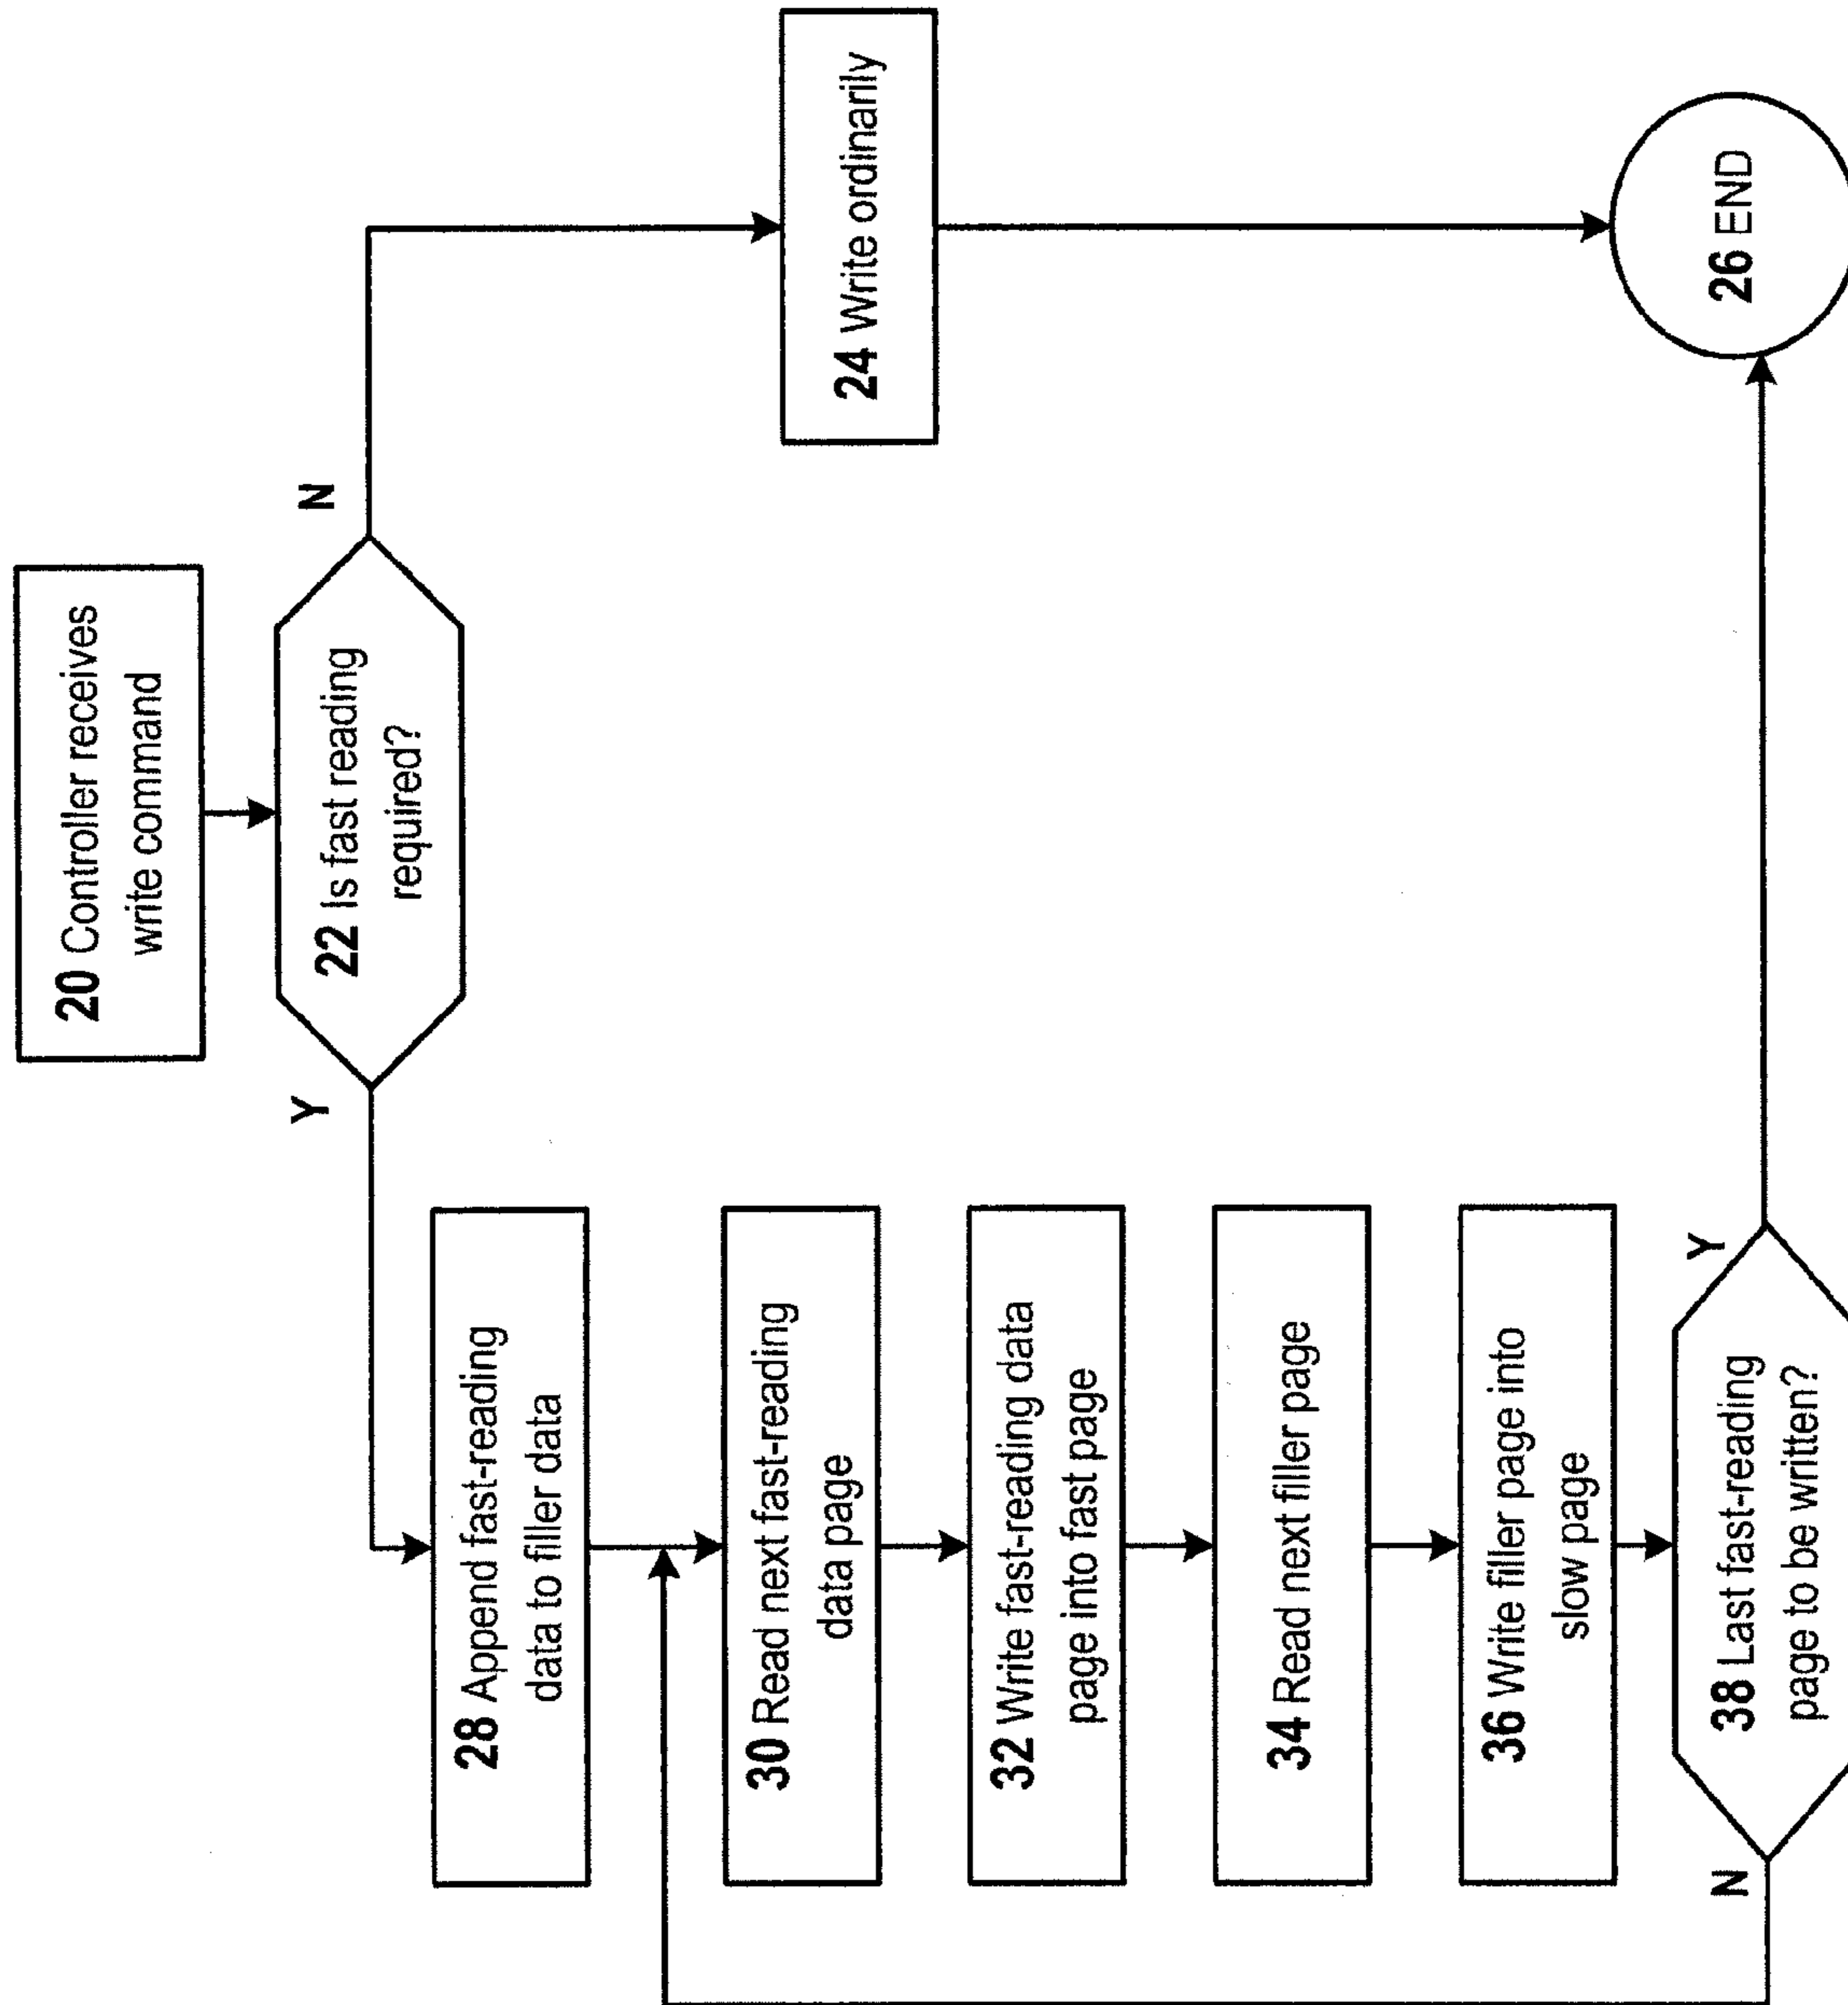 20 Controller receives
write command
22 Is fast reading
required?
Y
N
28 Append fast-reading
data to filler data
24 Write ordinarily
30 Read next fast-reading
data page
32 Write fast-reading data
page into fast page
34 Read next filler page
36 Write filler page into
slow page
38 Last fast-reading
page to be written?
N
Y
26 END